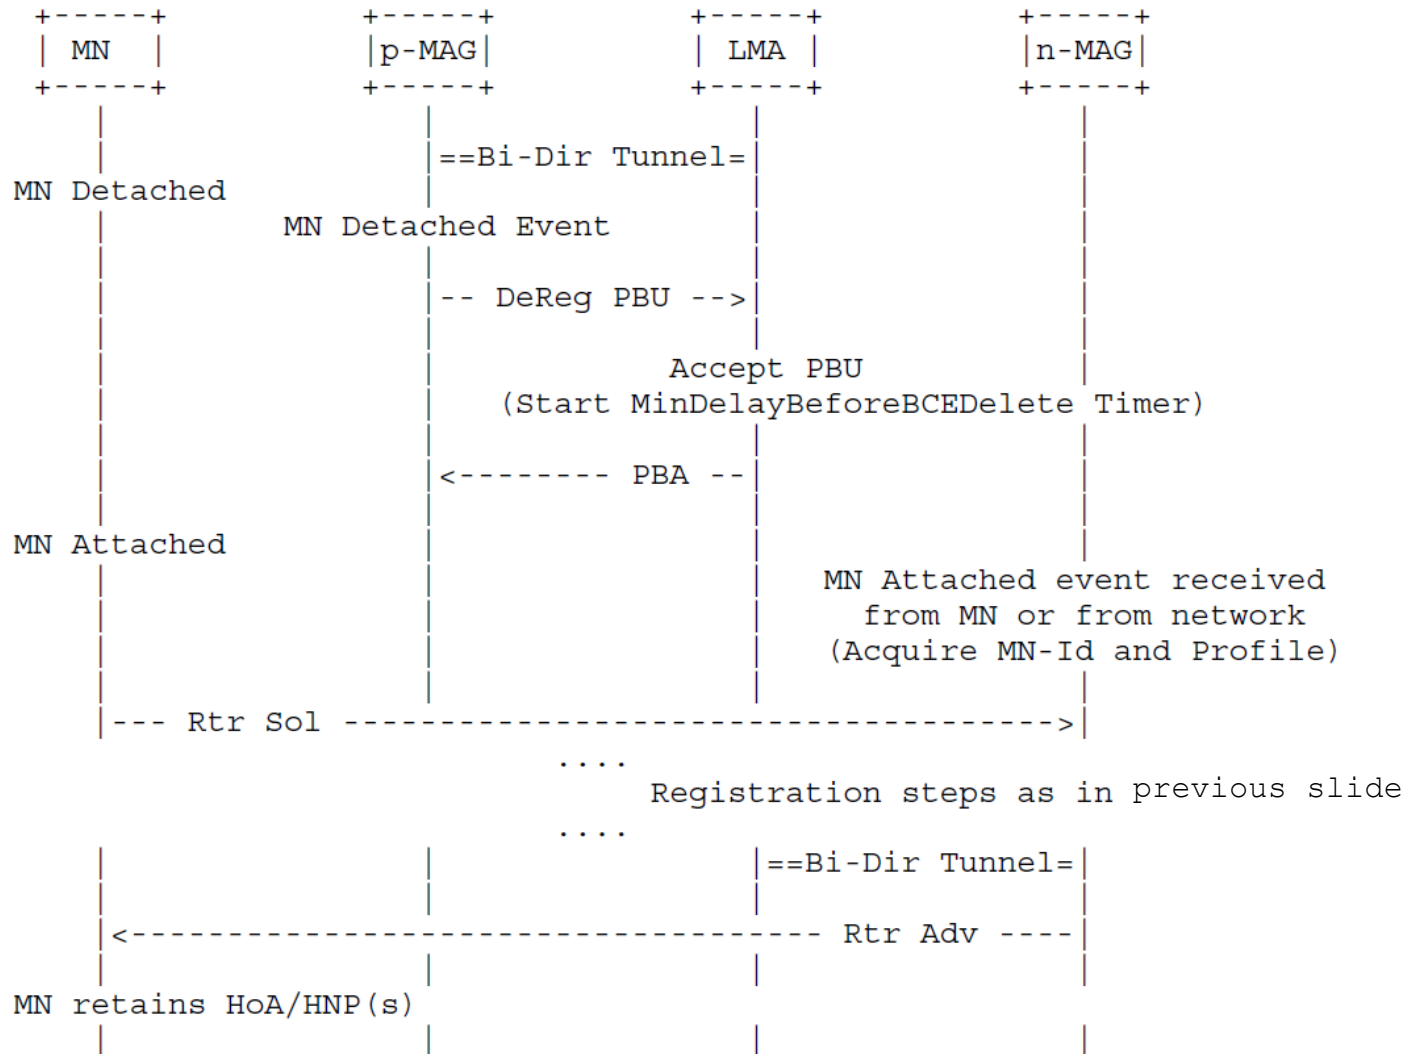 +-----+ +-----+ +-----+ +-----+
| MN | |p-MAG| | LMA | |n-MAG|
+-----+ +-----+ +-----+ +-----+
| | | |
| |==Bi-Dir Tunnel=| |
MN Detached | | |
| MN Detached Event | |
| | | |
| |-- DeReg PBU -->| |
| | | |
| | Accept PBU |
| | (Start MinDelayBeforeBCEDelete Timer)
| | | |
| |<-------- PBA --| |
| | | |
MN Attached | | |
| | | MN Attached event received
| | | from MN or from network
| | | (Acquire MN-Id and Profile)
| | | |
|--- Rtr Sol ------------------------------------->|
....
Registration steps as in previous slide
....
| | |==Bi-Dir Tunnel=|
| | | |
|<------------------------------------ Rtr Adv ----|
| | | |
MN retains HoA/HNP(s)
| | | |